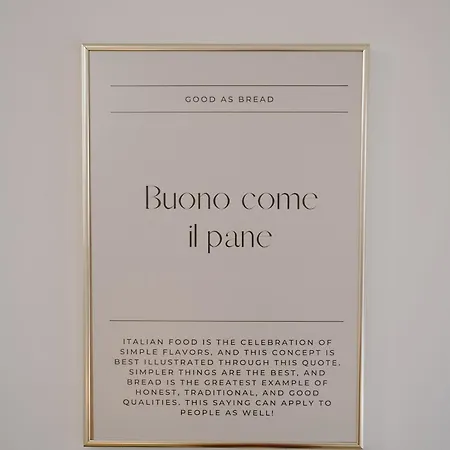 GOOD AS BREAD
Buono come
il pane
ITALIAN FOOD IS THE CELEBRATION OF
SIMPLE FLAVORS, AND THIS CONCEPT IS
BEST ILLUSTRATED THROUGH THIS QUOTE,
SIMPLER THINGS ARE THE BEST, AND
BREAD IS THE GREATEST EXAMPLE OF
HONEST, TRADITIONAL, AND GOOD
QUALITIES. THIS SAYING CAN APPLY TO
PEOPLE AS WELL!